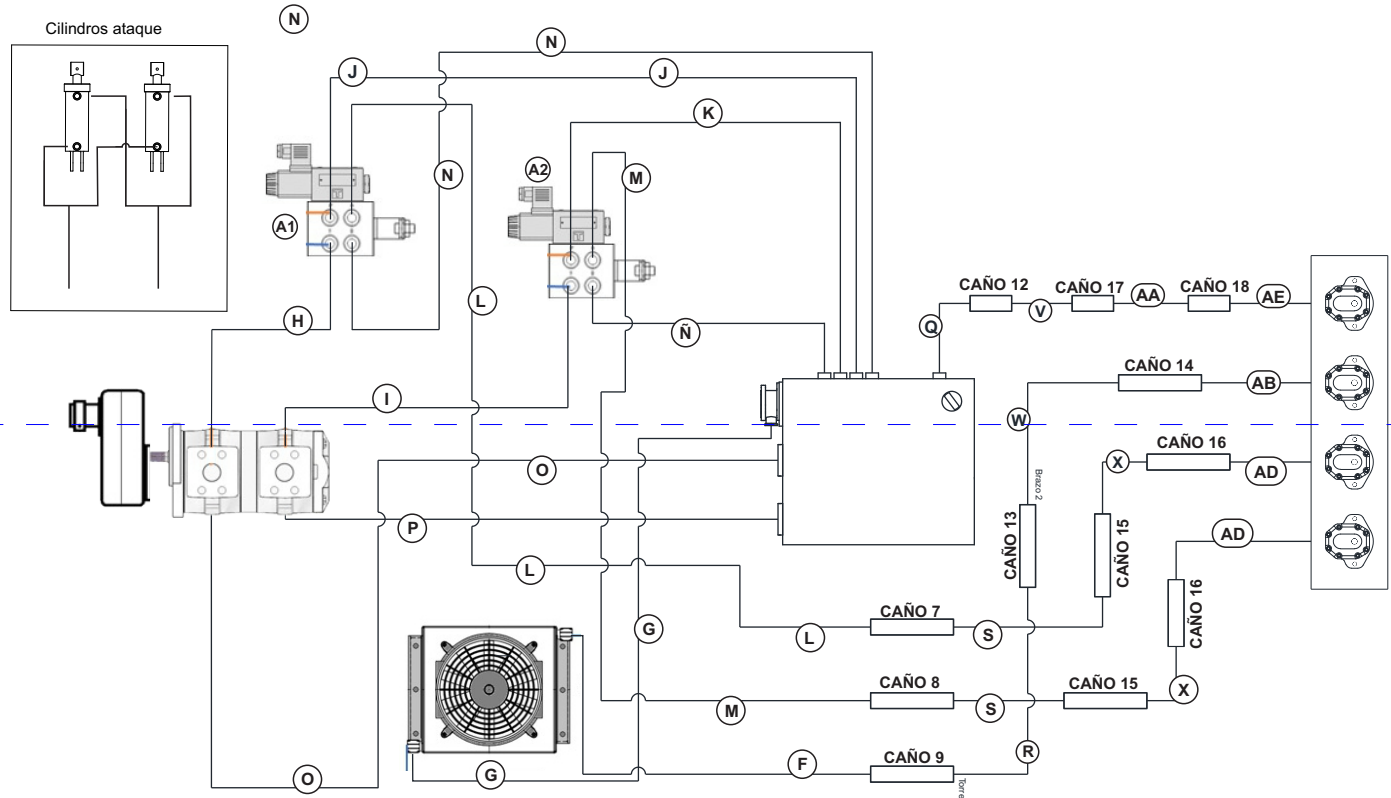 N
Cilindros ataque
N
J
J
K
N
A2
M
A1
L
H
Ñ
Q
CAÑO 12
V
CAÑO 17
AA
CAÑO 18
AE
CAÑO 14
AB
I
W
CAÑO 16
X
AD
O
Brazo 2
P
CAÑO 13
CAÑO 15
AD
L
CAÑO 16
G
L
CAÑO 7
S
CAÑO 8
CAÑO 15
X
M
S
R
G
F
CAÑO 9
O
Torre